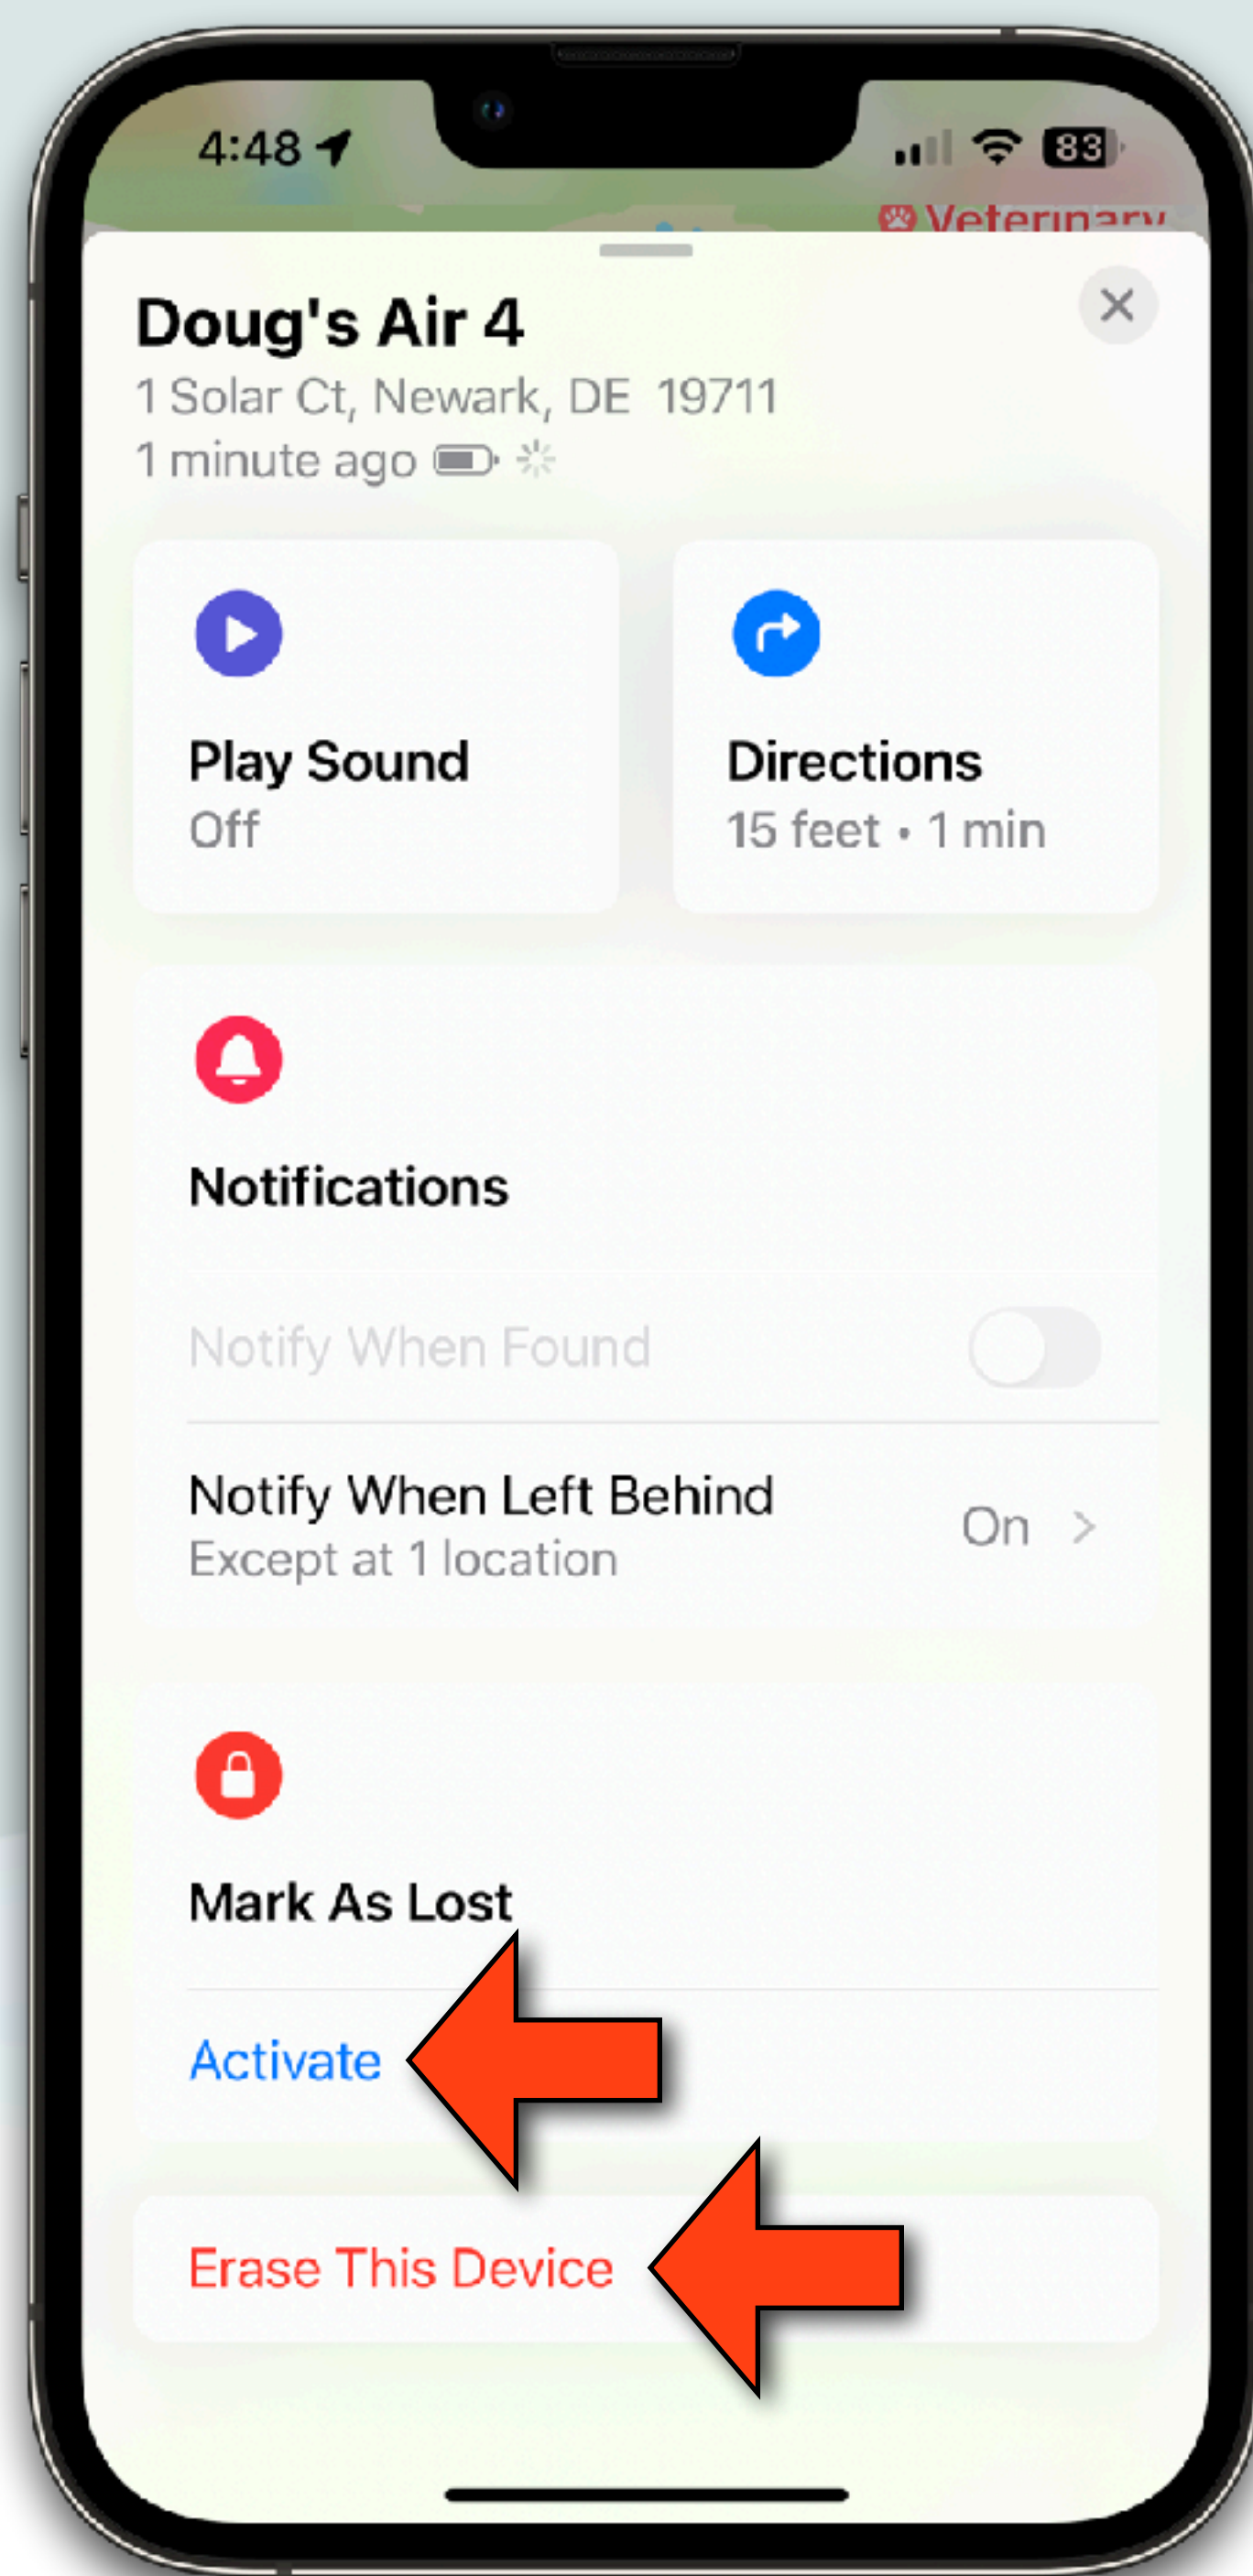 4:48
83
Veterinary
Doug's Air 4
1 Solar Ct, Newark, DE 19711
1 minute ago
Play Sound
Off
Directions
15 feet • 1 min
Notifications
Notify When Found
Notify When Left Behind
Except at 1 location
On
Mark As Lost
Activate
Erase This Device